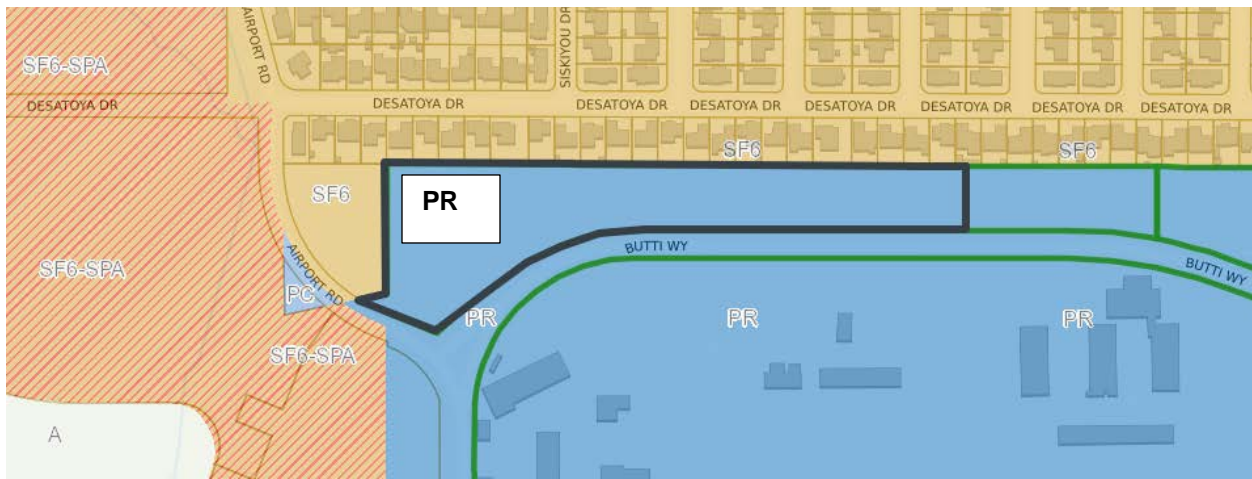 AIRPORT RD
SISKIYOU DR
SF6-SPA
DESATOYA DR
DESATOYA DR
DESATOYA DR
DESATOYA DR
DESATOYA DR
DESATOYA DR
DESATOYA DR
DESATOYA DR
SF6
SF6
SF6
PR
BUTTI WY
AIRPORT RD
SF6-SPA
BUTTI WY
PC
PR
PR
PR
SF6-SPA
A